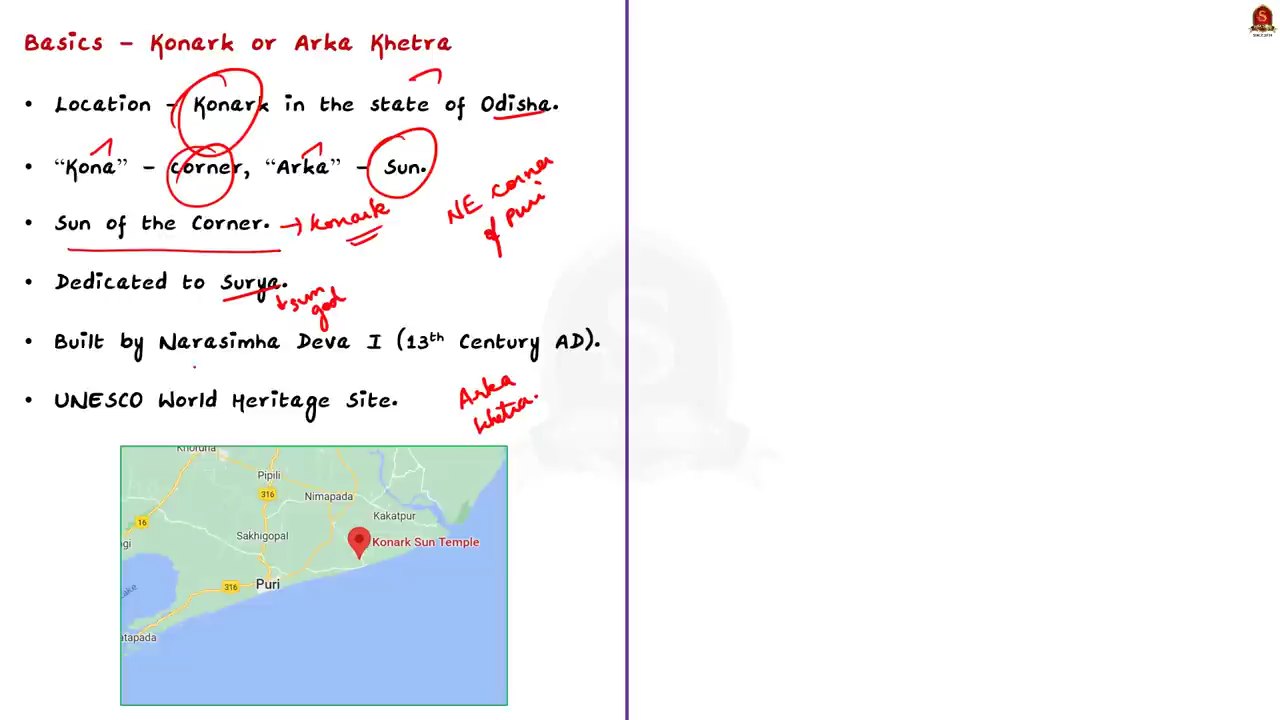 Basics – Konark or Arka Khetra
• Location – Konark in the state of Odisha.
• “Kona” – corner, “Arka” – Sun.
NE corner
of Puri
• Sun of the Corner. → Konark
• Dedicated to Surya.
↓ sun
god
• Built by Narasimha Deva I (13th Century AD).
• UNESCO World Heritage Site.
Arka
Khetra.
Khordha
Pipili
316
Nimapada
16
Kakatpur
Sakhigopal
Konark Sun Temple
Puri
316
atapada
S